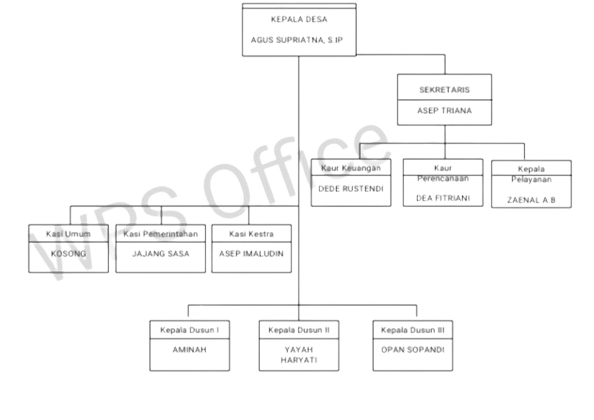 KEPALA DESA
AGUS SUPRIATNA, S.IP
SEKRETARIS
ASEP TRIANA
Kaur Keuangan
DEDE RUSTENDI
Kaur
Perencanaan
DEA FITRIANI
Kepala
Pelayanan
ZAENAL A B
Kasi Umum
KOSONG
Kasi Pemerintahan
JAJANG SASA
Kasi Kestra
ASEP IMALUDIN
Kepala Dusun I
AMINAH
Kepala Dusun II
YAYAH
HARYATI
Kepala Dusun III
OPAN SOPANDI
WPS Office